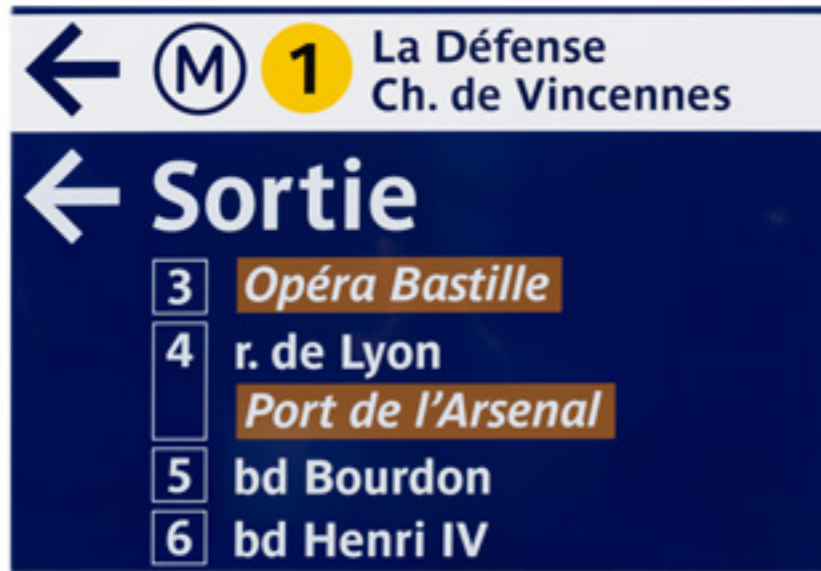 M 1 La Défense
Ch. de Vincennes
Sortie
3 Opéra Bastille
4 r. de Lyon
Port de l'Arsenal
5 bd Bourdon
6 bd Henri IV